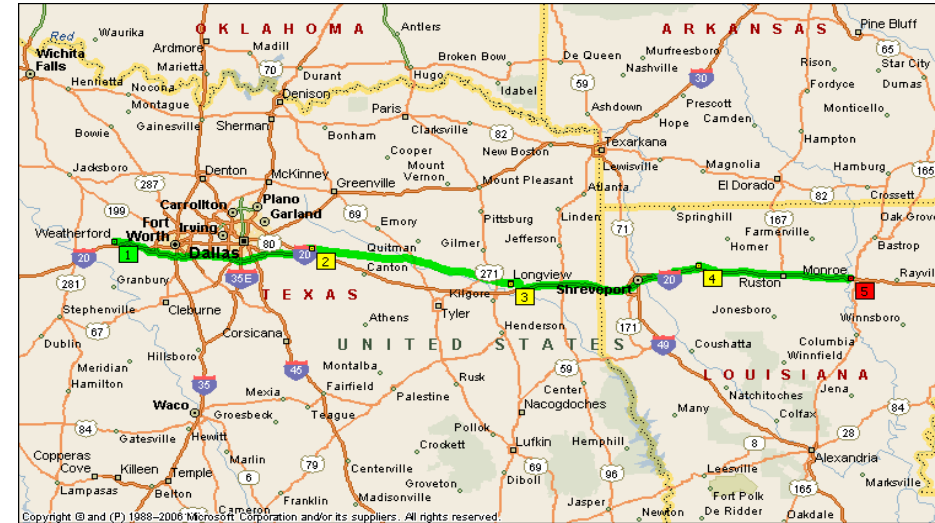 OKLAHOMA
ARKANSAS
Red
Waurika
Ardmore
Madill
Antlers
Pine Bluff
Wichita
Falls
Marietta
70
Durant
Hugo
Broken Bow
De Queen
Murfreesboro
Nashville
65
Rison
Star City
Henrietta
Nocona
Montague
Denison
Idabel
59
30
Fordyce
Dumas
Ashdown
Prescott
Camden
Monticello
Bowie
Gainesville
Sherman
Paris
Bonham
Clarksville
82
Hope
Hampton
Texarkana
Jacksboro
Cooper
Mount
Vernon
New Boston
Lewisville
Magnolia
Hamburg
165
287
Denton
McKinney
Greenville
Mount Pleasant
Atlanta
El Dorado
82
Crossett
199
Carrollton
Plano
Garland
69
Pittsburg
Linden
Springhill
167
Oak Grove
Weatherford
Fort
Worth
Irving
Emory
71
Farmerville
Homer
Bastrop
20
1
Dallas
80
20
2
Quitman
Gilmer
Jefferson
281
Granbury
35E
Canton
271
Longview
Shreveport
20
4
Ruston
Monroe
Rayville
TEXAS
Kilgore
3
5
Stephenville
Cleburne
Athens
Tyler
Henderson
Jonesboro
Winnsboro
67
Dublin
Corsicana
UNITED STATES
171
49
Coushatta
Columbia
Winnfield
Hillsboro
45
Montalba
Meridian
Hamilton
35
Mexia
Fairfield
Rusk
59
Center
LOUISIANA
Natchitoches
Jena
Waco
Groesbeck
Teague
Palestine
Nacogdoches
Many
Colfax
84
84
Gatesville
Hewitt
Pollok
Crockett
Lufkin
Hemphill
8
28
Copperas
Cove
Killeen
Temple
Marlin
79
Centerville
69
96
Leesville
Alexandria
Lampasas
Belton
6
Groveton
Diboll
Fort Polk
165
Marksville
Cameron
Franklin
Madisonville
Jasper
Newton
De Ridder
Oakdale
Copyright © and (P) 1988–2006 Microsoft Corporation and/or its suppliers. All rights reserved.